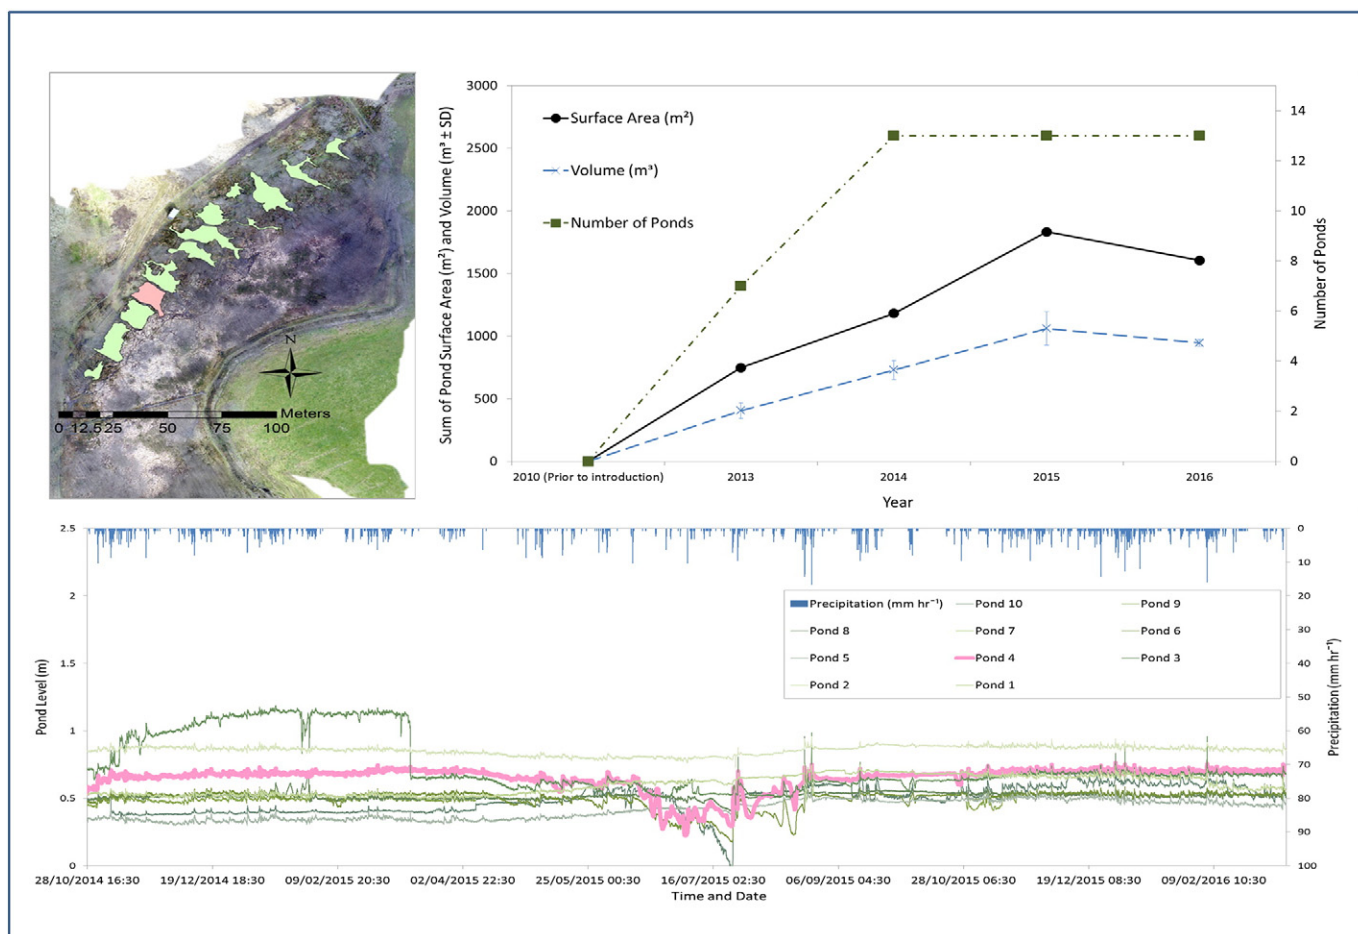 N
Meters
0 12.5 25 50 75 100
Sum of Pond Surface Area (m²) and Volume (m³ ± SD)
3000
2500
2000
1500
1000
500
0
Surface Area (m²)
Volume (m³)
Number of Ponds
14
12
10
8
6
4
2
0
Number of Ponds
2010 (Prior to introduction) 2013 2014 2015 2016
Year
Pond Level (m)
2.5
2
1.5
1
0.5
0
Precipitation (mm hr⁻¹) Pond 10 Pond 9
Pond 8 Pond 7 Pond 6
Pond 5 Pond 4 Pond 3
Pond 2 Pond 1
0
10
20
30
40
50
60
70
80
90
100
Precipitation (mm hr⁻¹)
28/10/2014 16:30 19/12/2014 18:30 09/02/2015 20:30 02/04/2015 22:30 25/05/2015 00:30 16/07/2015 02:30 06/09/2015 04:30 28/10/2015 06:30 19/12/2015 08:30 09/02/2016 10:30
Time and Date